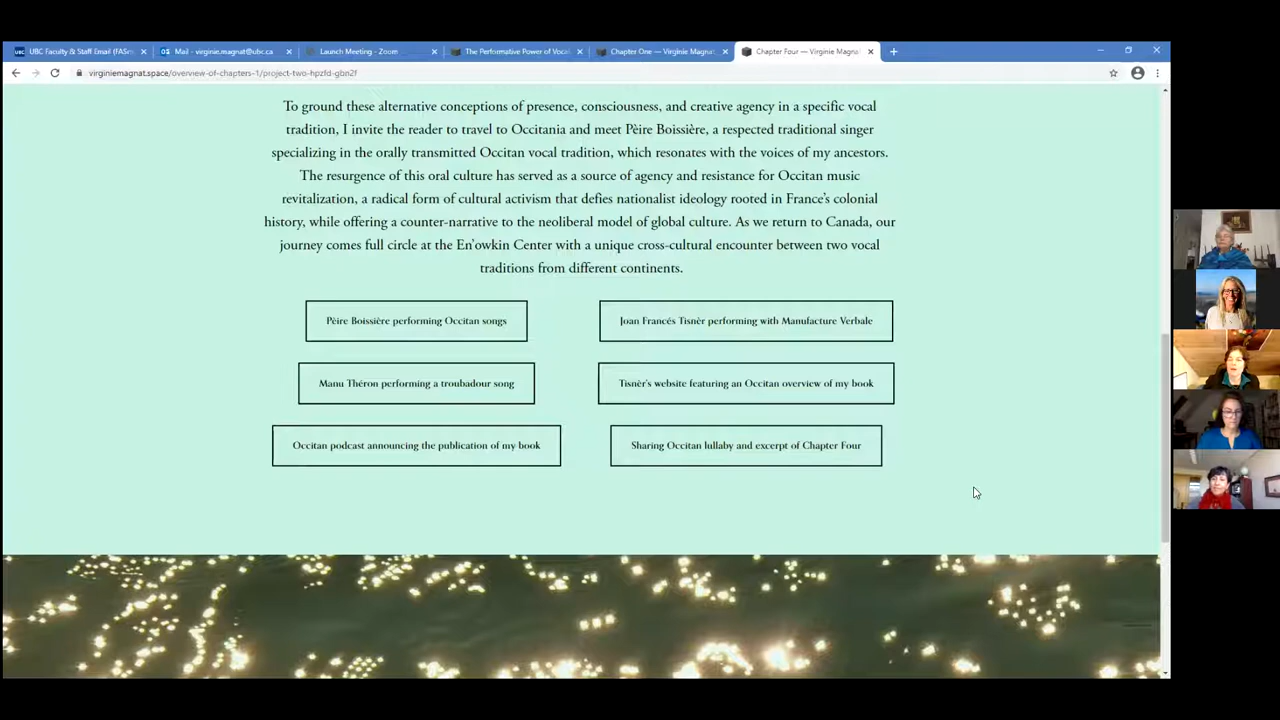 UBC Faculty & Staff Email (FASm
Mail - virginie.magnat@ubc.ca
Launch Meeting - Zoom
The Performative Power of Vocal
Chapter One — Virginie Magnat
Chapter Four — Virginie Magna
virginiemagnat.space/overview-of-chapters-1/project-two-hpzfd-gbn2f
To ground these alternative conceptions of presence, consciousness, and creative agency in a specific vocal
tradition, I invite the reader to travel to Occitania and meet Pèire Boissière, a respected traditional singer
specializing in the orally transmitted Occitan vocal tradition, which resonates with the voices of my ancestors.
The resurgence of this oral culture has served as a source of agency and resistance for Occitan music
revitalization, a radical form of cultural activism that defies nationalist ideology rooted in France's colonial
history, while offering a counter-narrative to the neoliberal model of global culture. As we return to Canada, our
journey comes full circle at the En'owkin Center with a unique cross-cultural encounter between two vocal
traditions from different continents.
Pèire Boissière performing Occitan songs
Joan Francés Tisnèr performing with Manufacture Verbale
Manu Théron performing a troubadour song
Tisnèr's website featuring an Occitan overview of my book
Occitan podcast announcing the publication of my book
Sharing Occitan lullaby and excerpt of Chapter Four